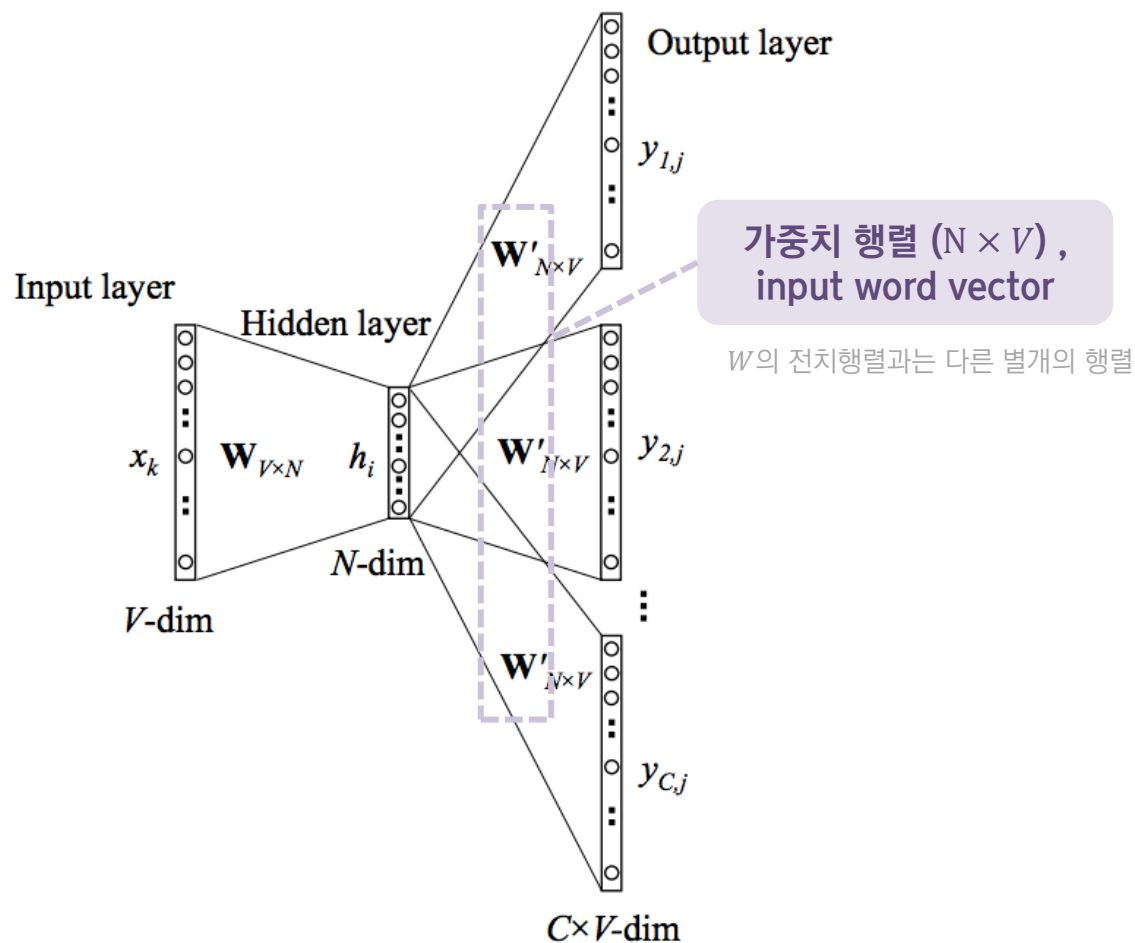 Output layer
y1,j
가중치 행렬 (N × V) ,
input word vector
W의 전치행렬과는 다른 별개의 행렬
W'N×V
Input layer
Hidden layer
xk
WV×N
hi
W'N×V
y2,j
N-dim
V-dim
W'N×V
yC,j
C×V-dim